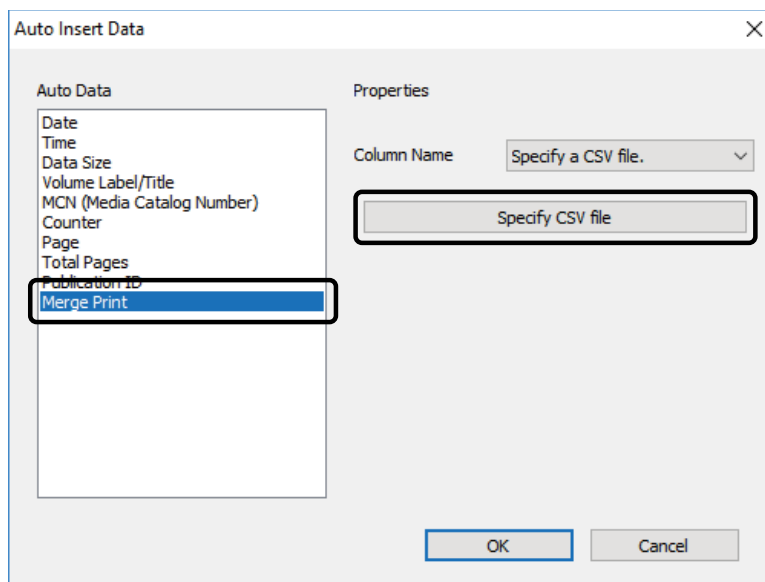 Auto Insert Data
Auto Data
Date
Time
Data Size
Volume Label/Title
MCN (Media Catalog Number)
Counter
Page
Total Pages
Publication ID
Merge Print
Properties
Column Name
Specify a CSV file.
Specify CSV file
OK
Cancel